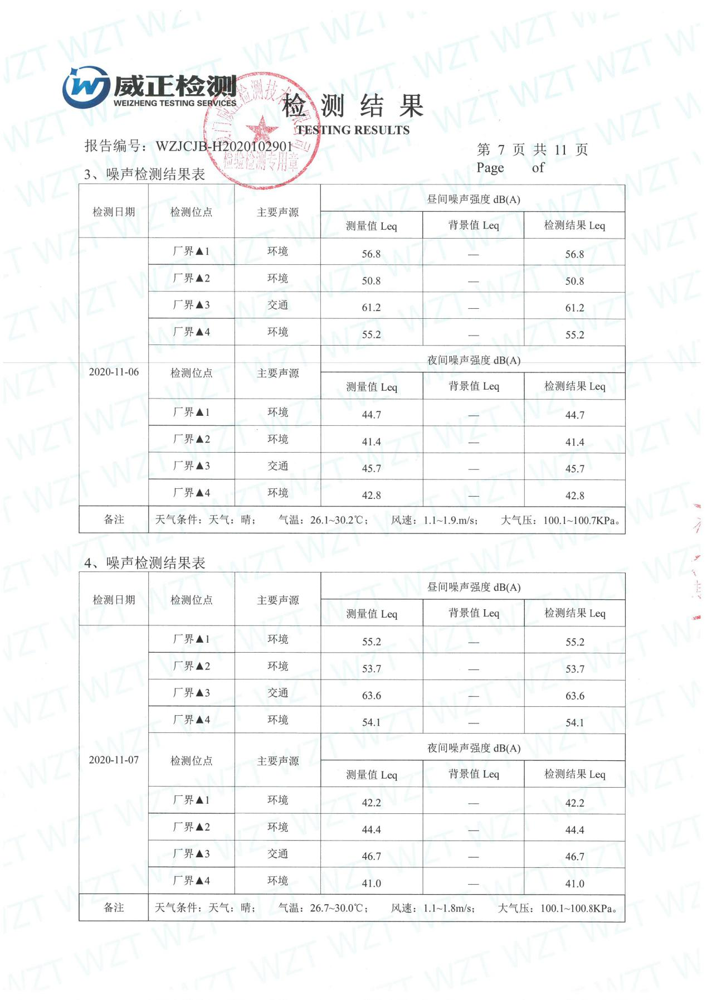 威正检测
WEIZHENG TESTING SERVICES
检测结果
TESTING RESULTS
报告编号：WZJCJB-H2020102901
第 7 页 共 11 页
Page of
检验检测专用章
3、噪声检测结果表
检测日期 检测位点 主要声源 昼间噪声强度 dB(A)
测量值 Leq 背景值 Leq 检测结果 Leq
2020-11-06
厂界▲1 环境 56.8 — 56.8
厂界▲2 环境 50.8 — 50.8
厂界▲3 交通 61.2 — 61.2
厂界▲4 环境 55.2 — 55.2
检测位点 主要声源 夜间噪声强度 dB(A)
测量值 Leq 背景值 Leq 检测结果 Leq
厂界▲1 环境 44.7 — 44.7
厂界▲2 环境 41.4 — 41.4
厂界▲3 交通 45.7 — 45.7
厂界▲4 环境 42.8 — 42.8
备注 天气条件：天气：晴； 气温：26.1~30.2℃； 风速：1.1~1.9.m/s； 大气压：100.1~100.7KPa。
4、噪声检测结果表
检测日期 检测位点 主要声源 昼间噪声强度 dB(A)
测量值 Leq 背景值 Leq 检测结果 Leq
2020-11-07
厂界▲1 环境 55.2 — 55.2
厂界▲2 环境 53.7 — 53.7
厂界▲3 交通 63.6 — 63.6
厂界▲4 环境 54.1 — 54.1
检测位点 主要声源 夜间噪声强度 dB(A)
测量值 Leq 背景值 Leq 检测结果 Leq
厂界▲1 环境 42.2 — 42.2
厂界▲2 环境 44.4 — 44.4
厂界▲3 交通 46.7 — 46.7
厂界▲4 环境 41.0 — 41.0
备注 天气条件：天气：晴； 气温：26.7~30.0℃； 风速：1.1~1.8m/s； 大气压：100.1~100.8KPa。